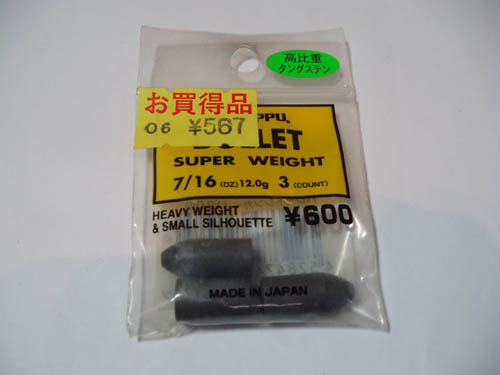 高比重
タングステン
お買得品
06 ¥567
SUPER WEIGHT
7/16 (OZ) 12.0g 3 (COUNT)
HEAVY WEIGHT
& SMALL SILHOUETTE ¥600
MADE IN JAPAN